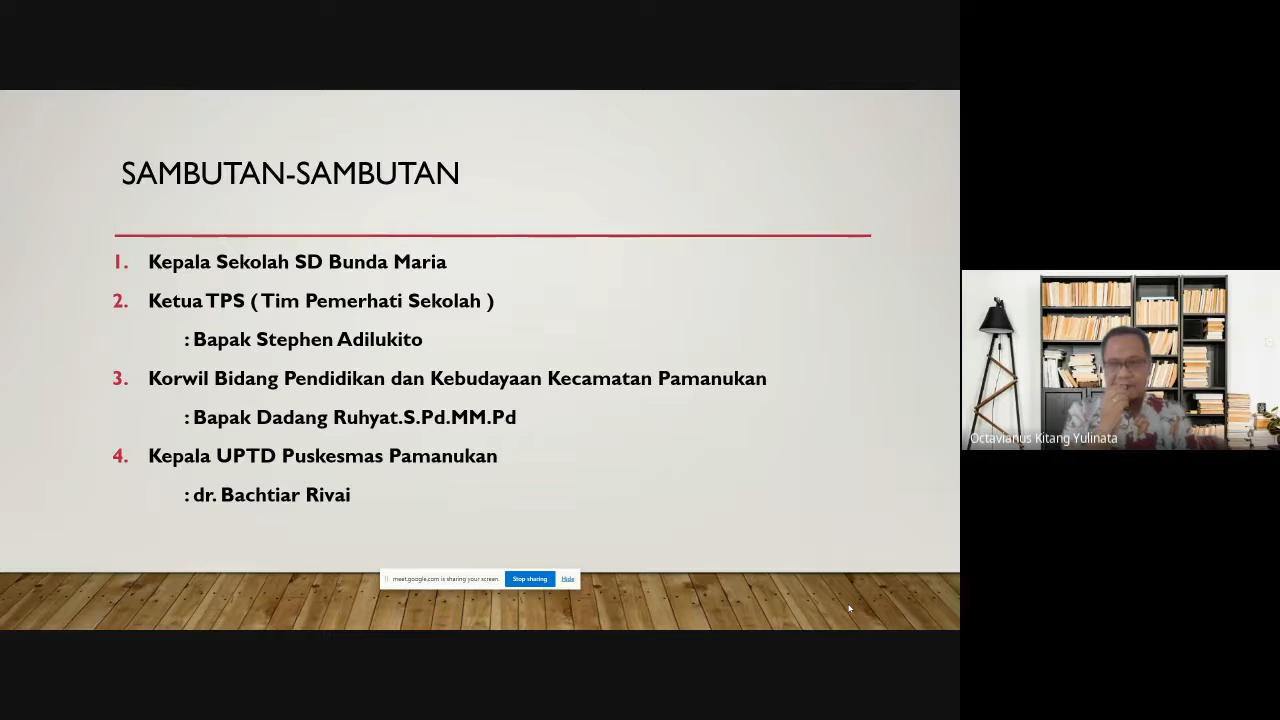 SAMBUTAN-SAMBUTAN
1. Kepala Sekolah SD Bunda Maria
2. Ketua TPS ( Tim Pemerhati Sekolah )
: Bapak Stephen Adilukito
3. Korwil Bidang Pendidikan dan Kebudayaan Kecamatan Pamanukan
: Bapak Dadang Ruhyat.S.Pd.MM.Pd
4. Kepala UPTD Puskesmas Pamanukan
: dr. Bachtiar Rivai
meet.google.com is sharing your screen. Stop sharing Hide
Octavianus Kitang Yulinata